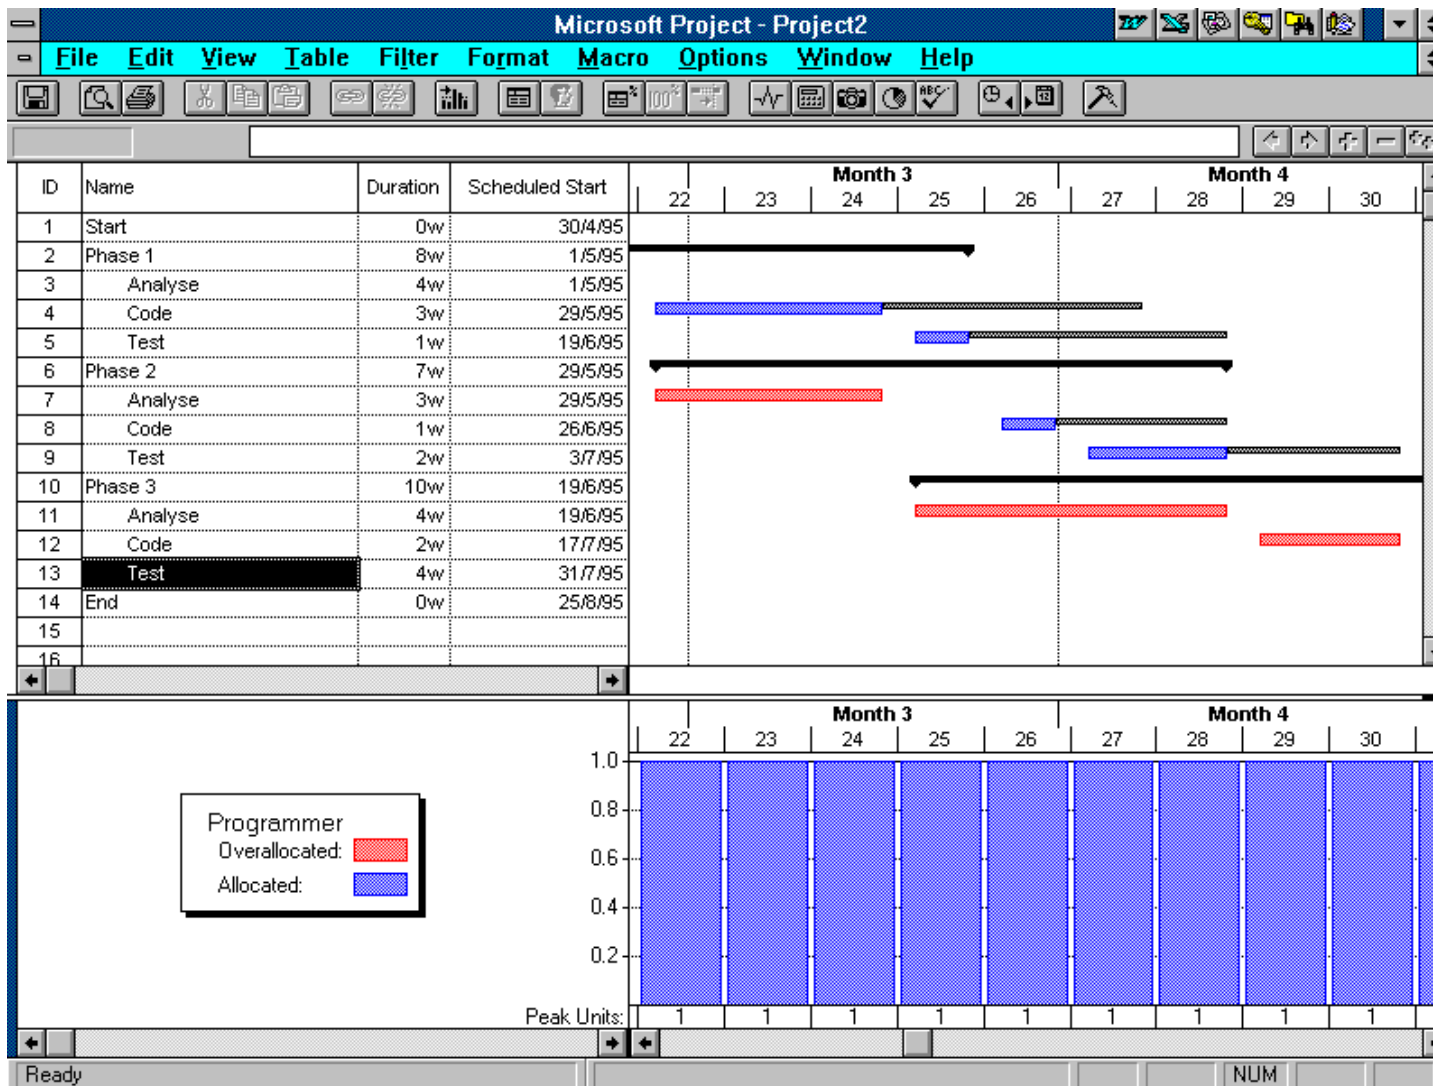 Microsoft Project - Project2
File Edit View Table Filter Format Macro Options Window Help
ID Name Duration Scheduled Start Month 3 Month 4
22 23 24 25 26 27 28 29 30
1 Start 0w 30/4/95
2 Phase 1 8w 1/5/95
3 Analyse 4w 1/5/95
4 Code 3w 29/5/95
5 Test 1w 19/6/95
6 Phase 2 7w 29/5/95
7 Analyse 3w 29/5/95
8 Code 1w 26/6/95
9 Test 2w 3/7/95
10 Phase 3 10w 19/6/95
11 Analyse 4w 19/6/95
12 Code 2w 17/7/95
13 Test 4w 31/7/95
14 End 0w 25/8/95
15
16
Month 3 Month 4
22 23 24 25 26 27 28 29 30
1.0
0.8
Programmer
Overallocated:
0.6
Allocated:
0.4
0.2
Peak Units: 1 1 1 1 1 1 1 1 1
Ready NUM